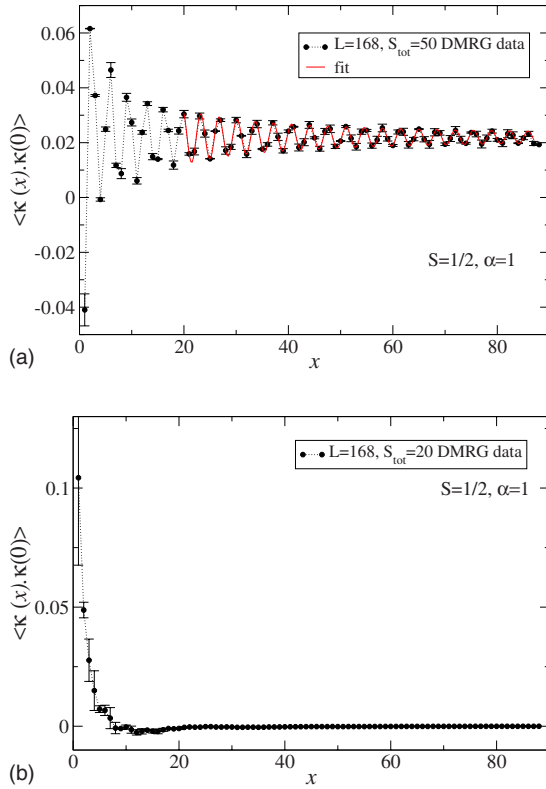 0.06
0.04
0.02
0
-0.02
-0.04
<κ (x).κ(0)>
L=168, S_tot=50 DMRG data
fit
S=1/2, α=1
0 20 40 60 80
x
(a)
0.1
0.05
0
<κ (x).κ(0)>
L=168, S_tot=20 DMRG data
S=1/2, α=1
0 20 40 60 80
x
(b)